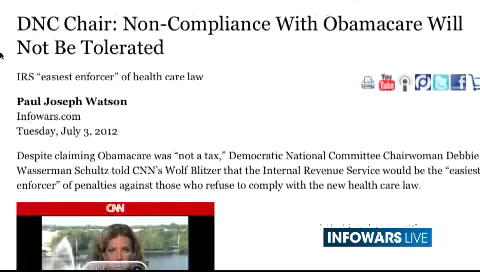 DNC Chair: Non-Compliance With Obamacare Will
Not Be Tolerated
IRS “easiest enforcer” of health care law
You
Tube
Paul Joseph Watson
Infowars.com
Tuesday, July 3, 2012
Despite claiming Obamacare was “not a tax,” Democratic National Committee Chairwoman Debbie
Wasserman Schultz told CNN’s Wolf Blitzer that the Internal Revenue Service would be the “easiest
enforcer” of penalties against those who refuse to comply with the new health care law.
CNN
INFOWARS LIVE